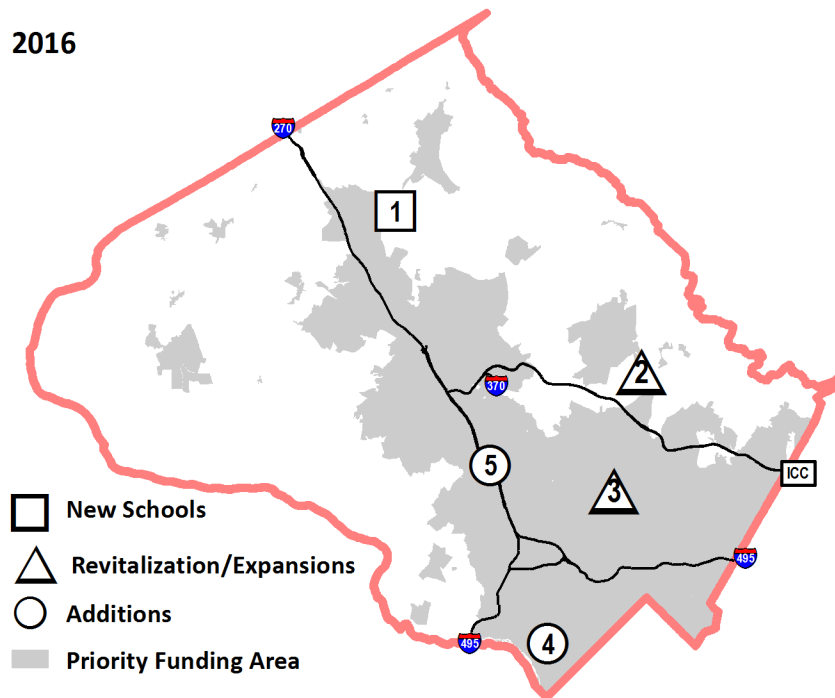 2016
270
1
2
370
5
ICC
3
New Schools
495
Revitalization/Expansions
Additions
495
4
Priority Funding Area